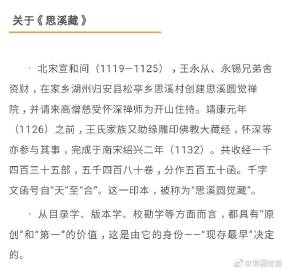 关于《思溪藏》
· 北宋宣和间（1119—1125），王永从、永锡兄弟舍
资财，在家乡湖州归安县松亭乡思溪村创建思溪圆觉禅
院，并请来高僧慈受怀深禅师为开山住持。靖康元年
（1126）之前，王氏家族又助缘雕印佛教大藏经，怀深等
亦参与其事，完成于南宋绍兴二年（1132）。共收经一千
四百三十五部，五千四百八十卷，分作五百五十函。千字
文函号自“天”至“合”。这一印本，被称为“思溪圆觉藏”。
· 从目录学、版本学、校勘学等方面而言，都具有“原
创”和“第一”的价值，这是由它的身份——“现存最早”决定
的。